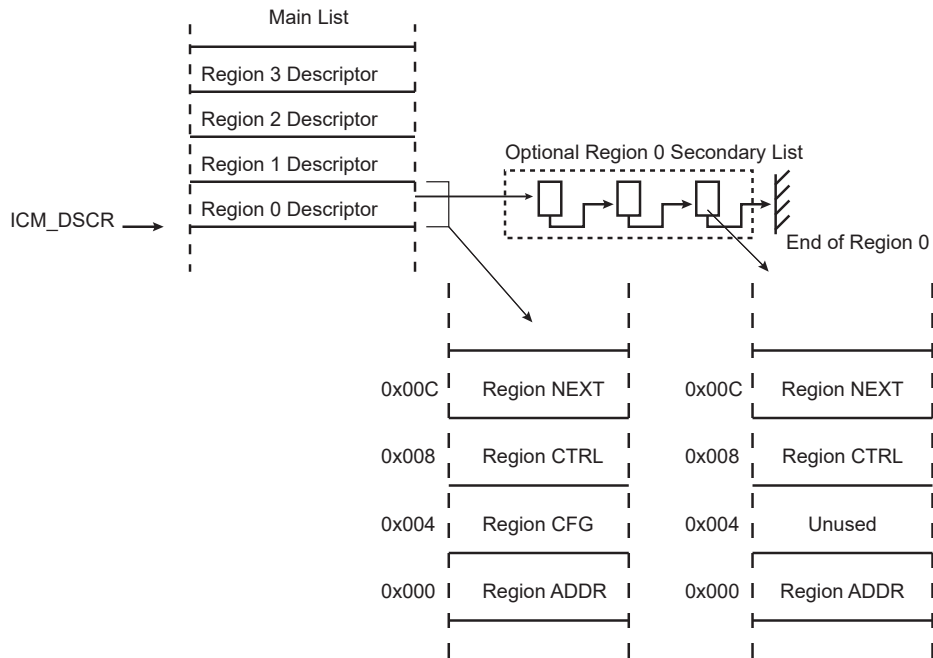 Main List
Region 3 Descriptor
Region 2 Descriptor
Region 1 Descriptor
Region 0 Descriptor
ICM_DSCR
Optional Region 0 Secondary List
End of Region 0
0x00C Region NEXT
0x008 Region CTRL
0x004 Region CFG
0x000 Region ADDR
0x00C Region NEXT
0x008 Region CTRL
0x004 Unused
0x000 Region ADDR